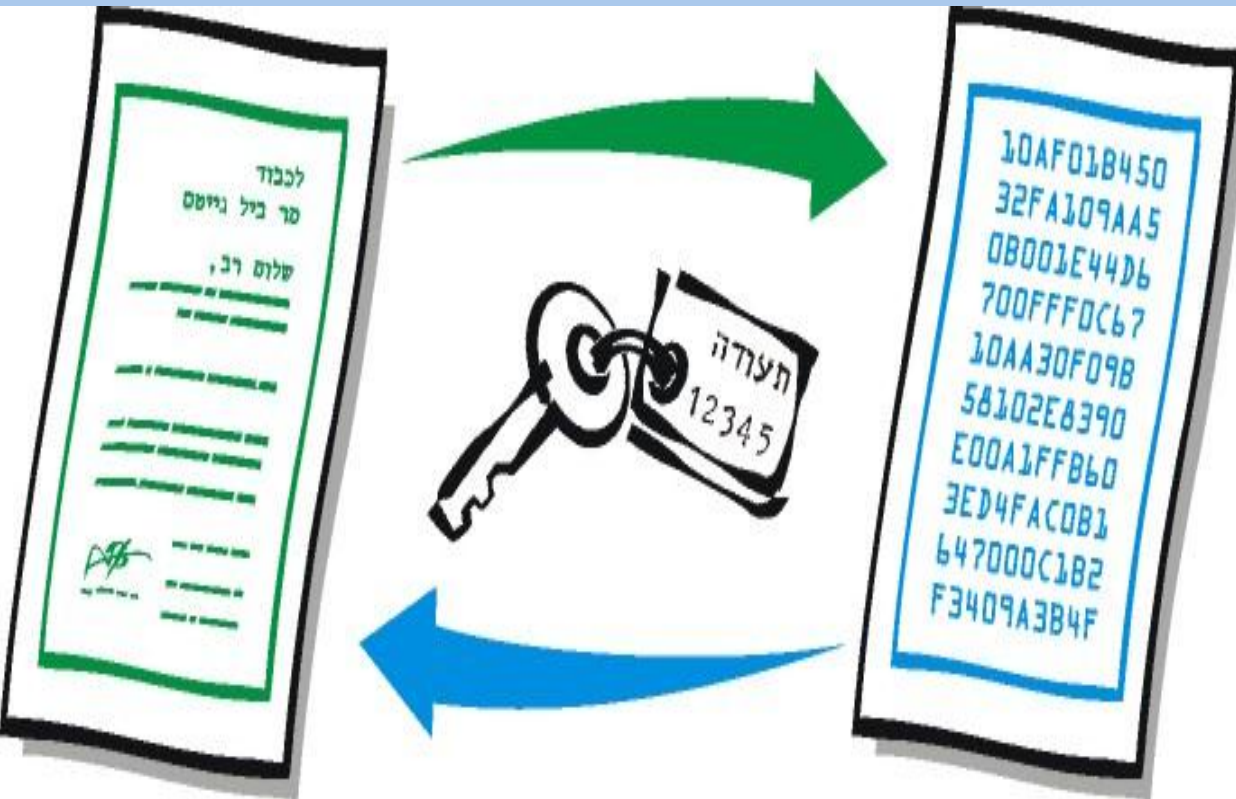 לכבוד
מר ביל גייטס
שלום רב,
תעודה
12345
10AF01B450
32FA109AA5
0B001E44D6
700FFF0C67
10AA30F09B
58102E8390
E00A1FFB60
3ED4FAC0B1
647000C1B2
F3409A3B4F